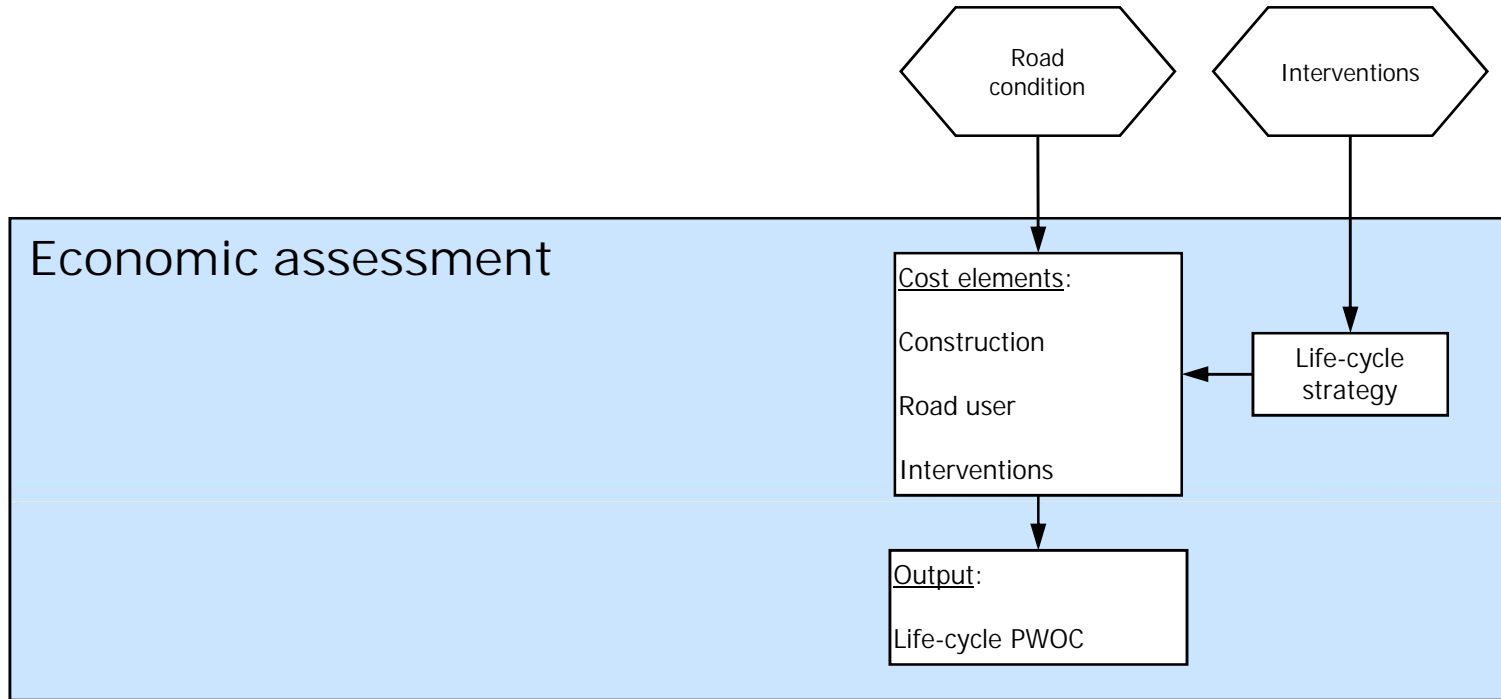 Road
condition
Interventions
Economic assessment
Cost elements:
Construction
Road user
Interventions
Life-cycle
strategy
Output:
Life-cycle PWOC